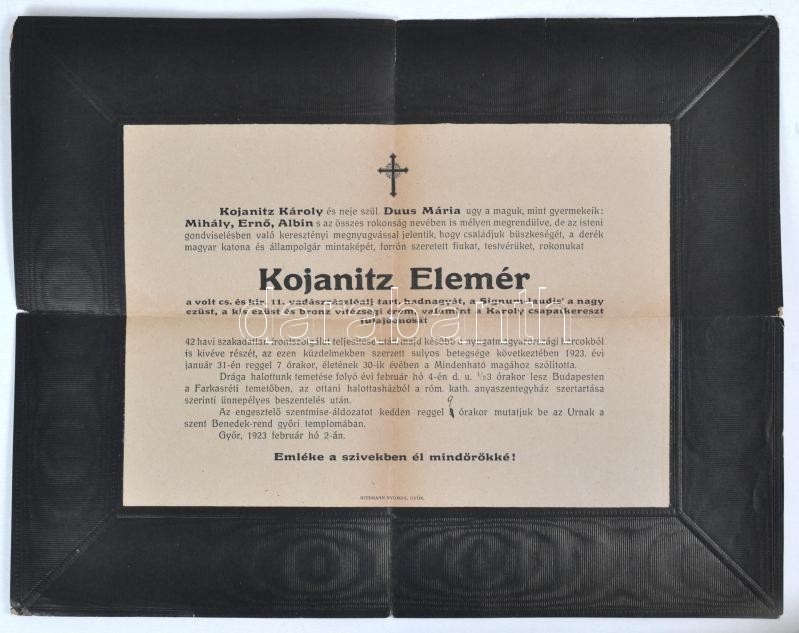 Kojanitz Károly és neje szül. Duus Mária ugy a maguk, mint gyermekeik:
Mihály, Ernő, Albin s az összes rokonság nevében is mélyen megrendülve, de az isteni
gondviselésben való keresztényi megnyugvással jelentik, hogy családjuk büszkeségét, a derék
magyar katona és állampolgár mintaképét, forrón szeretett fiukat, testvérüket, rokonukat
Kojanitz Elemér
a volt cs. és kir. 11. vadászzászlóalj tart. hadnagyát, a Signum laudis' a nagy
ezüst, a kis ezüst és bronz vitézségi érem, valamint a Károly csapatkereszt
tulajdonosát
42 havi szakadatlan frontszolgálat teljesítése után majd később a nyugatmagyarországi harcokból
is kivéve részét, az ezen küzdelmekben szerzett sulyos betegsége következtében 1923. évi
január 31-én reggel 7 órakor, életének 30-ik évében a Mindenható magához szólitotta.
Drága halottunk temetése folyó évi február hó 4-én d. u. 1/23 órakor lesz Budapesten
a Farkasréti temetőben, az ottani halottasházból a róm. kath. anyaszentegyház szertartása
szerinti ünnepélyes beszentelés után.
Az engesztelő szentmise-áldozatot kedden reggel 9 órakor mutatjuk be az Urnak a
szent Benedek-rend győri templomában.
Győr, 1923 február hó 2-án.
Emléke a szivekben él mindörökké!
NYOMDA, GYŐR.
darabanth